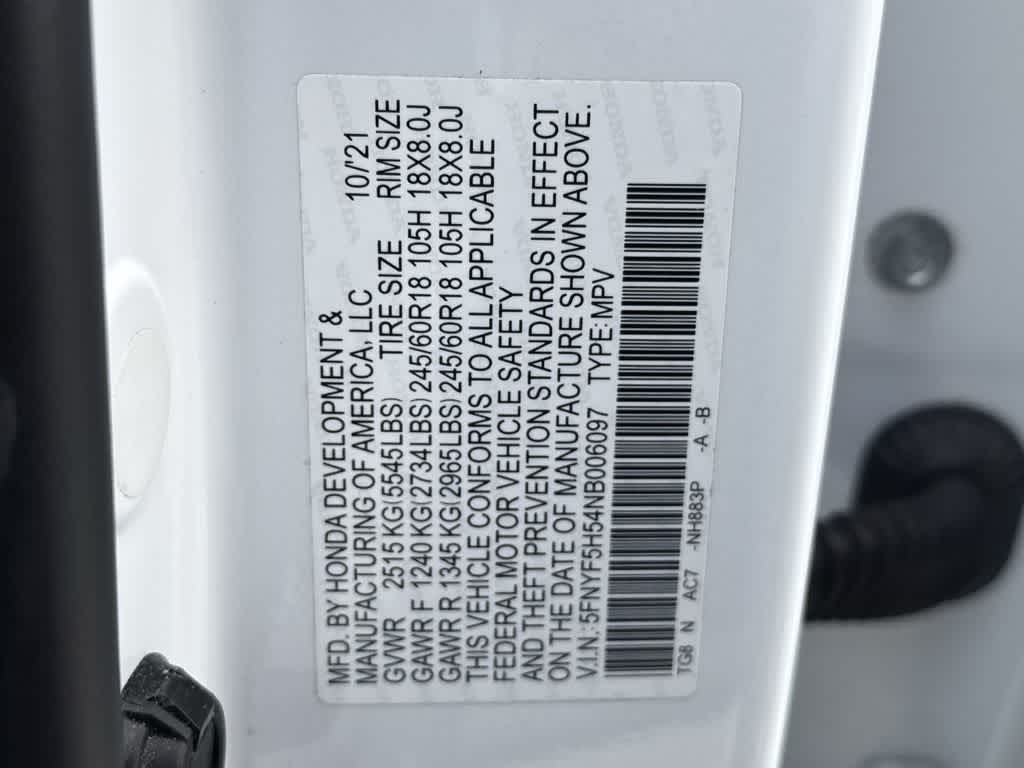 MFD. BY HONDA DEVELOPMENT &
MANUFACTURING OF AMERICA, LLC 10/'21
GVWR 2515 KG(5545LBS) TIRE SIZE RIM SIZE
GAWR F 1240 KG(2734LBS) 245/60R18 105H 18X8.0J
GAWR R 1345 KG(2965LBS) 245/60R18 105H 18X8.0J
THIS VEHICLE CONFORMS TO ALL APPLICABLE
FEDERAL MOTOR VEHICLE SAFETY
AND THEFT PREVENTION STANDARDS IN EFFECT
ON THE DATE OF MANUFACTURE SHOWN ABOVE.
V.I.N.: 5FNYF5H54NB006097 TYPE: MPV
TG8 N AC7 -NH883P -A -B